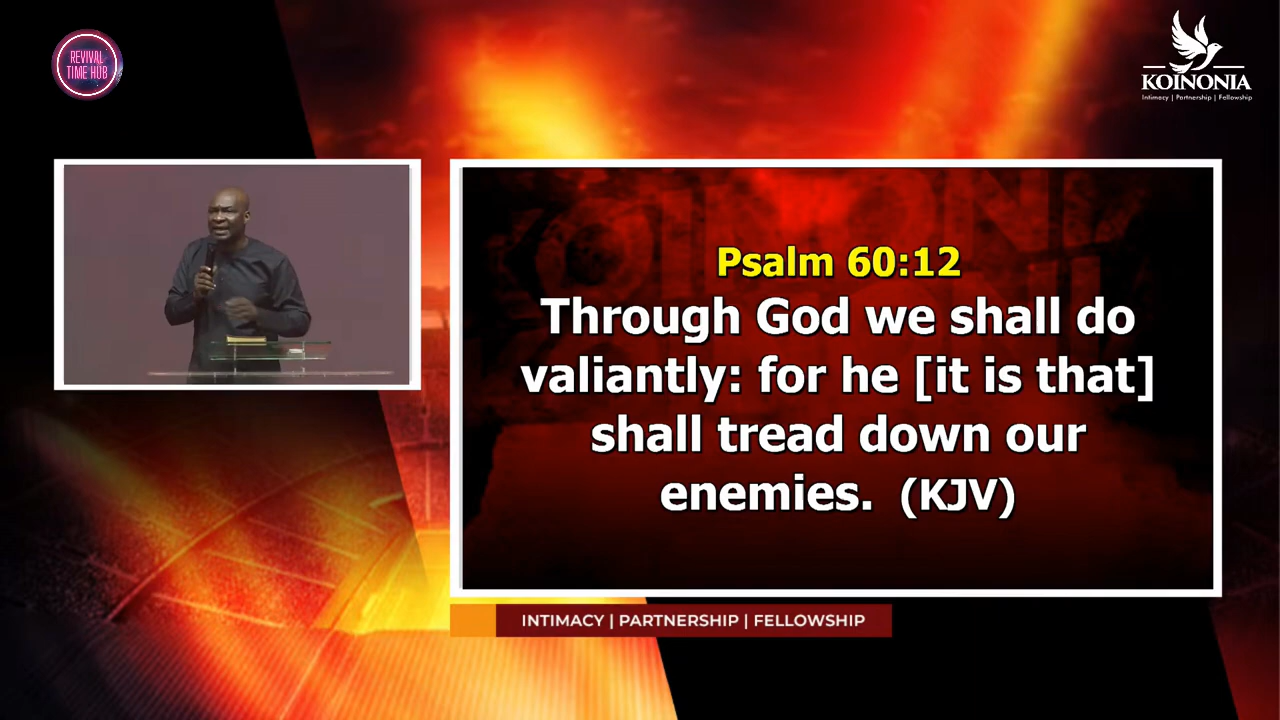 REVIVAL
TIME HUB
KOINONIA
Intimacy | Partnership | Fellowship
Psalm 60:12
Through God we shall do
valiantly: for he [it is that]
shall tread down our
enemies. (KJV)
INTIMACY | PARTNERSHIP | FELLOWSHIP